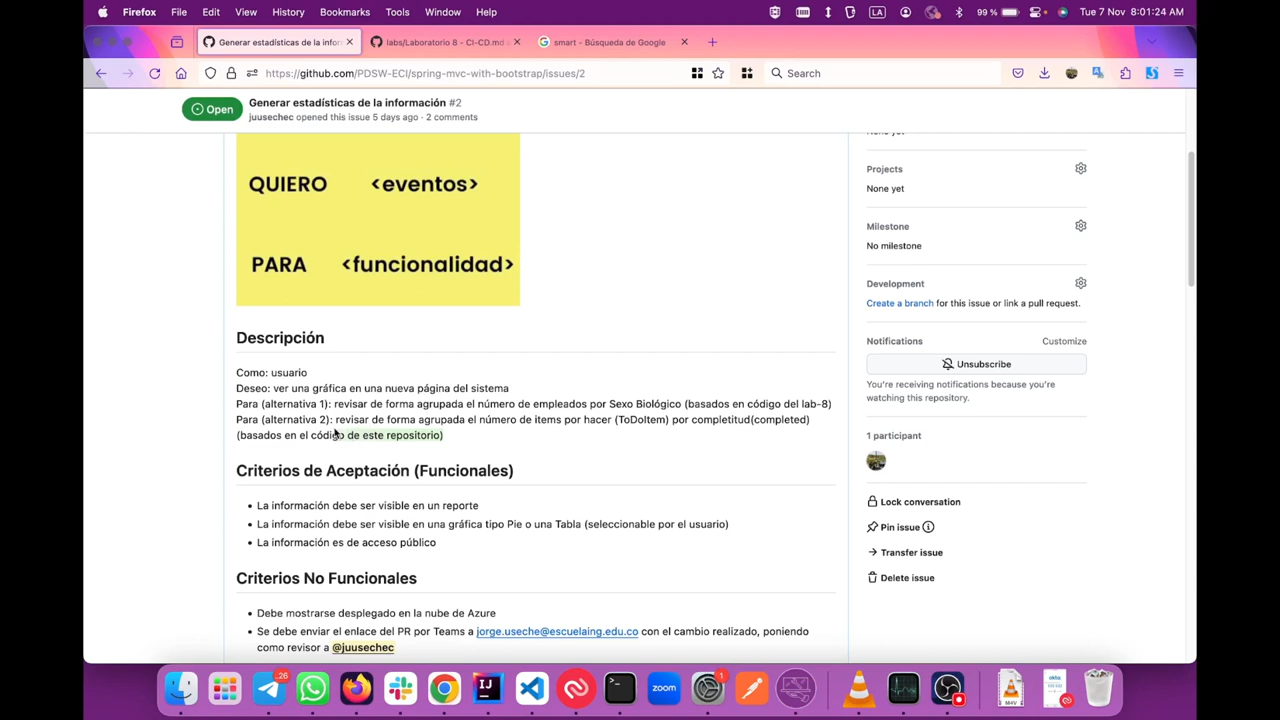 Firefox File Edit View History Bookmarks Tools Window Help LA 99 % Tue 7 Nov 8:01:24 AM
Generar estadísticas de la infor labs/Laboratorio 8 - CI-CD.md smart - Búsqueda de Google
https://github.com/PDSW-ECI/spring-mvc-with-bootstrap/issues/2 Search
Open Generar estadísticas de la información #2
juusechec opened this issue 5 days ago · 2 comments
None yet
QUIERO <eventos>
PARA <funcionalidad>
Descripción
Como: usuario
Deseo: ver una gráfica en una nueva página del sistema
Para (alternativa 1): revisar de forma agrupada el número de empleados por Sexo Biológico (basados en código del lab-8)
Para (alternativa 2): revisar de forma agrupada el número de items por hacer (ToDoItem) por completitud(completed)
(basados en el código de este repositorio)
Criterios de Aceptación (Funcionales)
La información debe ser visible en un reporte
La información debe ser visible en una gráfica tipo Pie o una Tabla (seleccionable por el usuario)
La información es de acceso público
Criterios No Funcionales
Debe mostrarse desplegado en la nube de Azure
Se debe enviar el enlace del PR por Teams a jorge.useche@escuelaing.edu.co con el cambio realizado, poniendo
como revisor a @juusechec
Projects
None yet
Milestone
No milestone
Development
Create a branch for this issue or link a pull request.
Notifications Customize
Unsubscribe
You're receiving notifications because you're
watching this repository.
1 participant
Lock conversation
Pin issue
Transfer issue
Delete issue
26
1
zoom
M4V
okta